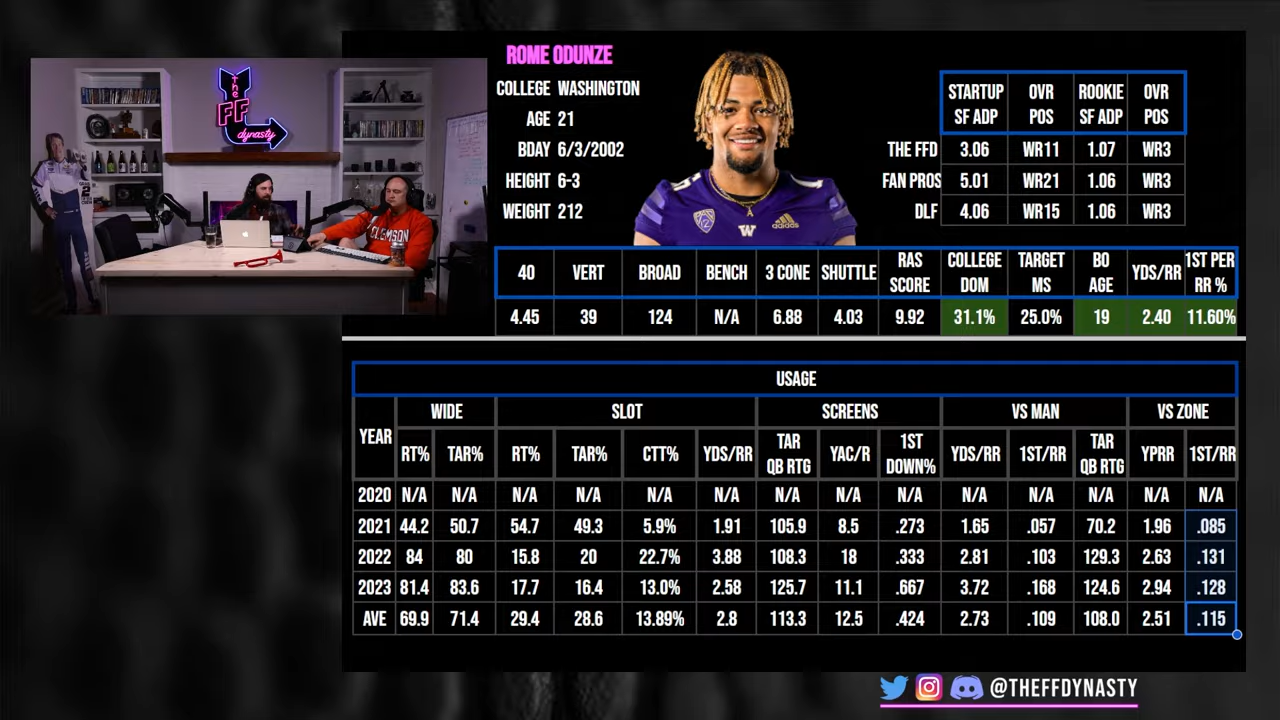 The
FF
dynasty
CLEMSON
ROME ODUNZE
COLLEGE WASHINGTON
AGE 21
BDAY 6/3/2002
HEIGHT 6-3
WEIGHT 212
W
adidas
STARTUP SF ADP OVR POS ROOKIE SF ADP OVR POS
THE FFD 3.06 WR11 1.07 WR3
FAN PROS 5.01 WR21 1.06 WR3
DLF 4.06 WR15 1.06 WR3
40 VERT BROAD BENCH 3 CONE SHUTTLE RAS SCORE COLLEGE DOM TARGET MS BO AGE YDS/RR 1ST PER RR %
4.45 39 124 N/A 6.88 4.03 9.92 31.1% 25.0% 19 2.40 11.60%
USAGE
YEAR WIDE SLOT SCREENS VS MAN VS ZONE
RT% TAR% RT% TAR% CTT% YDS/RR TAR QB RTG YAC/R 1ST DOWN% YDS/RR 1ST/RR TAR QB RTG YPRR 1ST/RR
2020 N/A N/A N/A N/A N/A N/A N/A N/A N/A N/A N/A N/A N/A N/A
2021 44.2 50.7 54.7 49.3 5.9% 1.91 105.9 8.5 .273 1.65 .057 70.2 1.96 .085
2022 84 80 15.8 20 22.7% 3.88 108.3 18 .333 2.81 .103 129.3 2.63 .131
2023 81.4 83.6 17.7 16.4 13.0% 2.58 125.7 11.1 .667 3.72 .168 124.6 2.94 .128
AVE 69.9 71.4 29.4 28.6 13.89% 2.8 113.3 12.5 .424 2.73 .109 108.0 2.51 .115
@THEFFDYNASTY